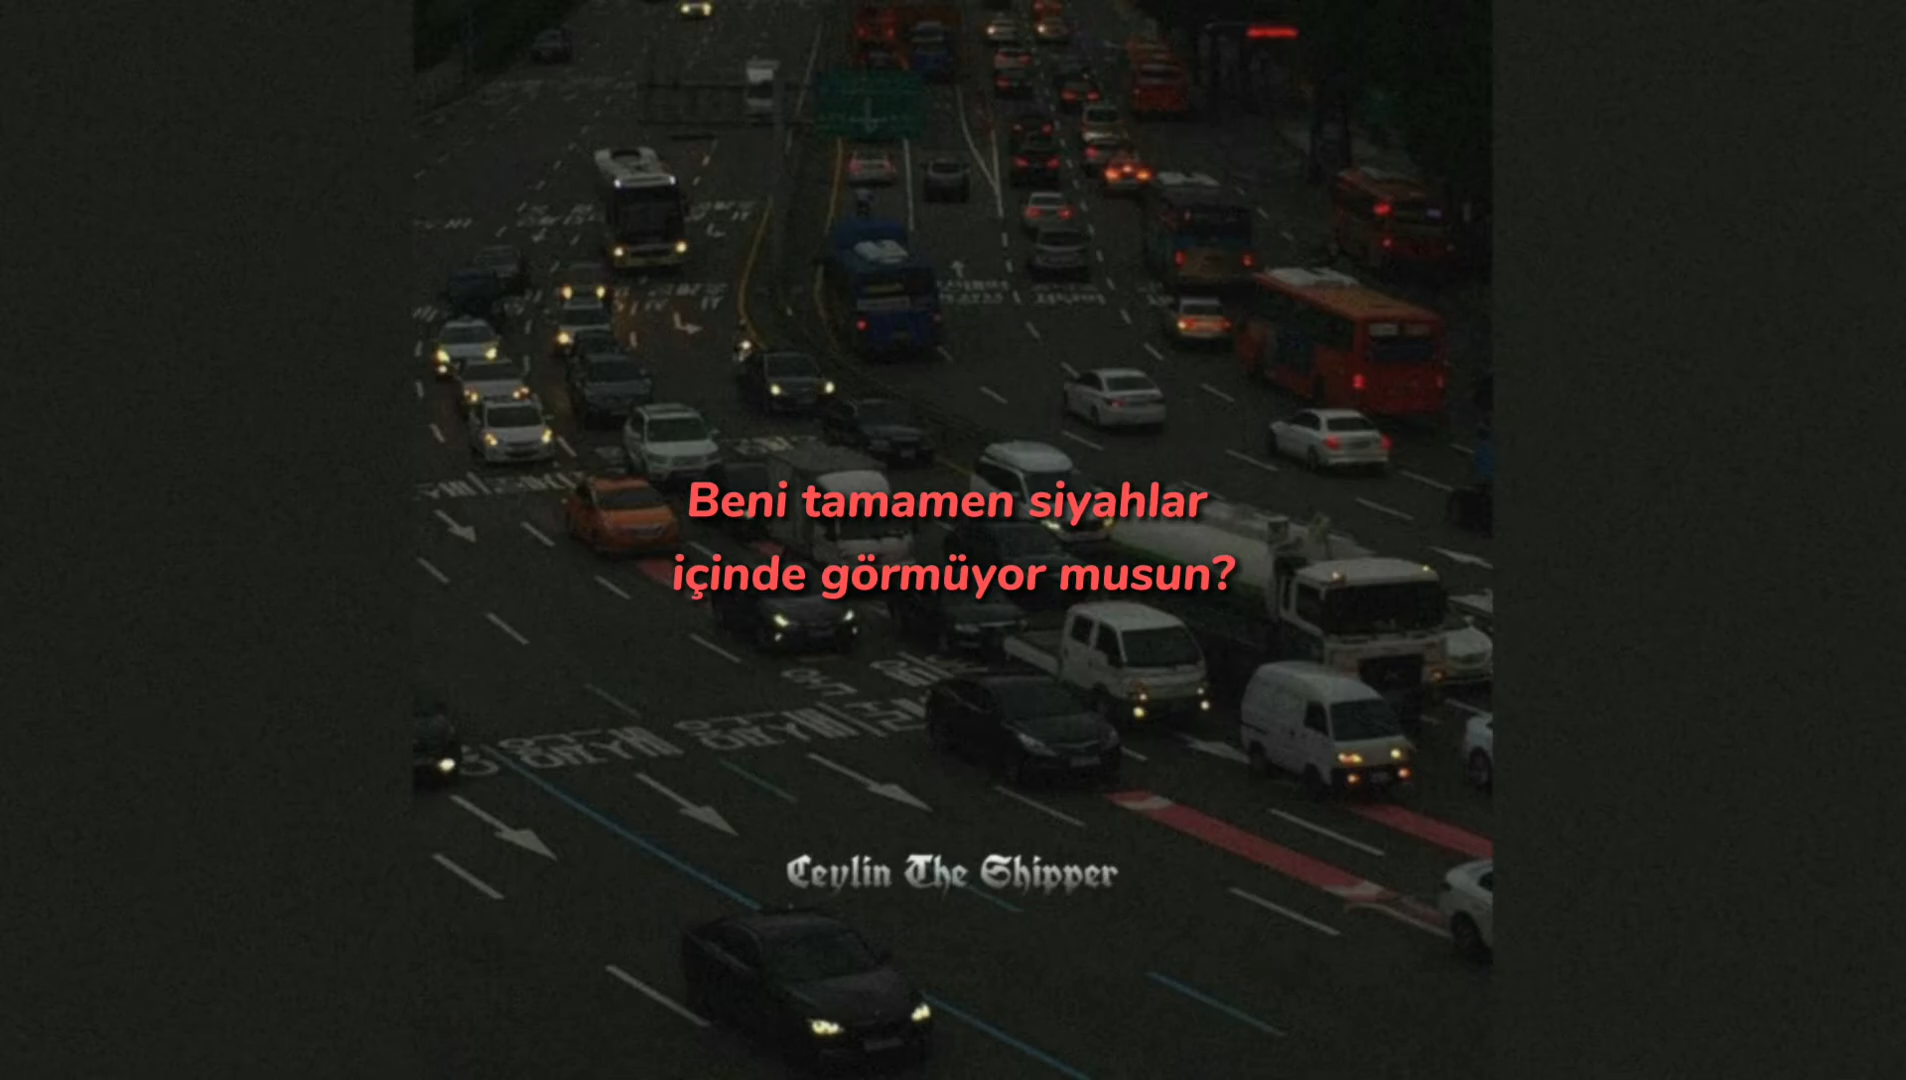 Beni tamamen siyahlar
içinde görmüyor musun?
Ceylin The Shipper